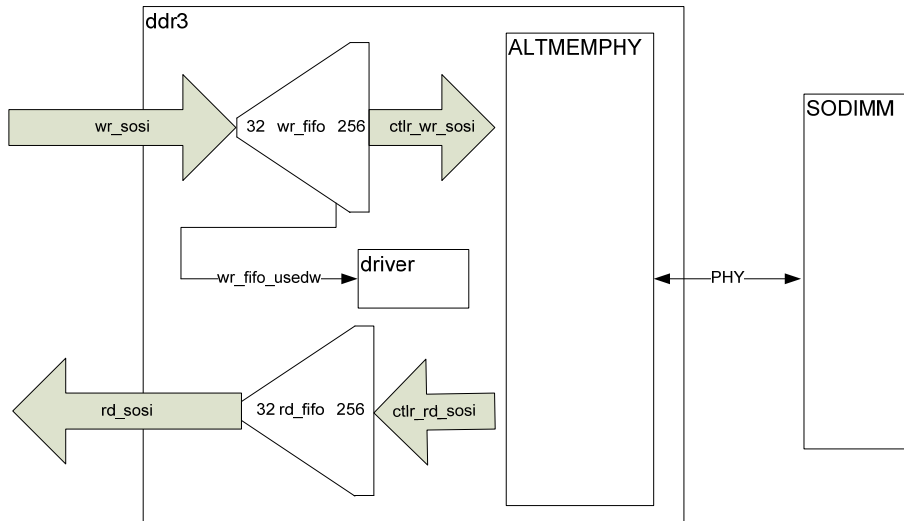 ddr3
ALTMEMPHY
SODIMM
wr_sosi
32 wr_fifo 256
ctlr_wr_sosi
driver
wr_fifo_usedw
PHY
rd_sosi
32 rd_fifo 256
ctlr_rd_sosi